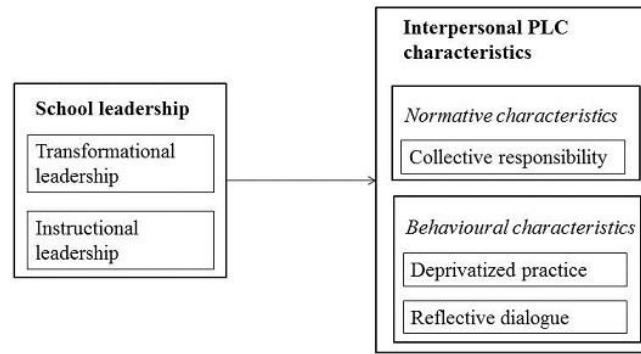 School leadership
Transformational
leadership
Instructional
leadership
Interpersonal PLC
characteristics
Normative characteristics
Collective responsibility
Behavioural characteristics
Deprivatized practice
Reflective dialogue